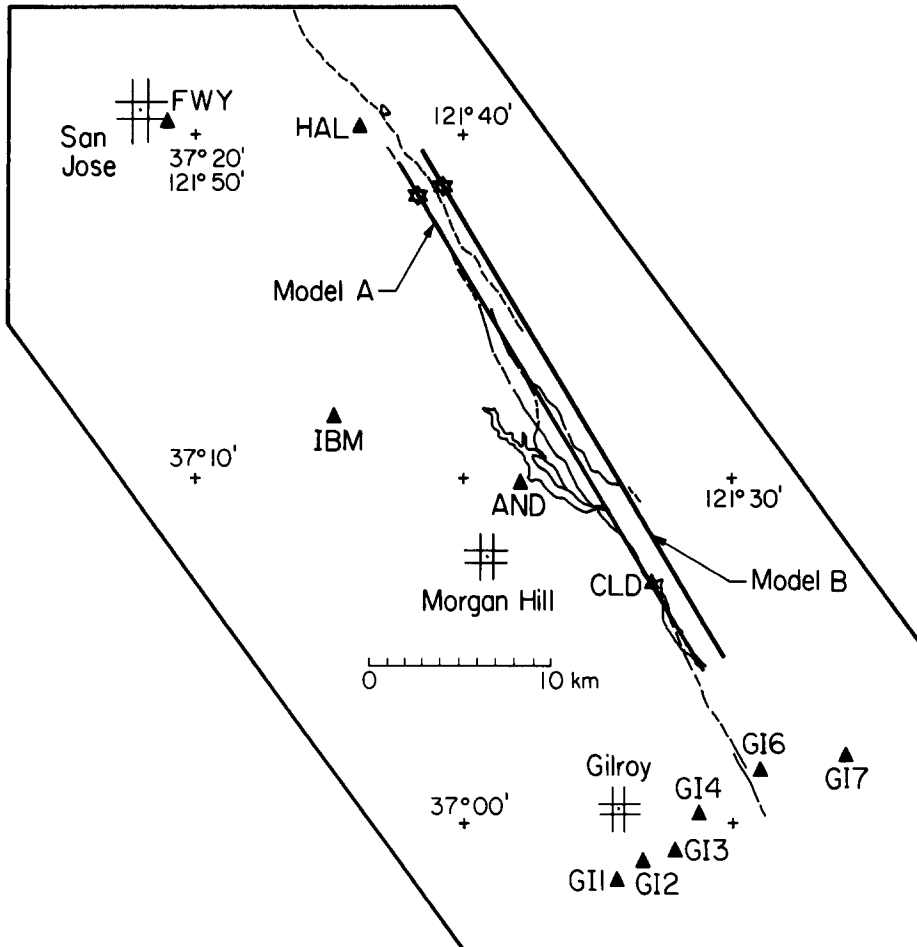 FWY
San
Jose
37° 20'
121° 50'
HAL
121° 40'
Model A
IBM
37° 10'
AND
121° 30'
Morgan Hill
CLD
Model B
0 10 km
GI6
GI7
Gilroy
GI4
37° 00'
GI3
GI2
GI1